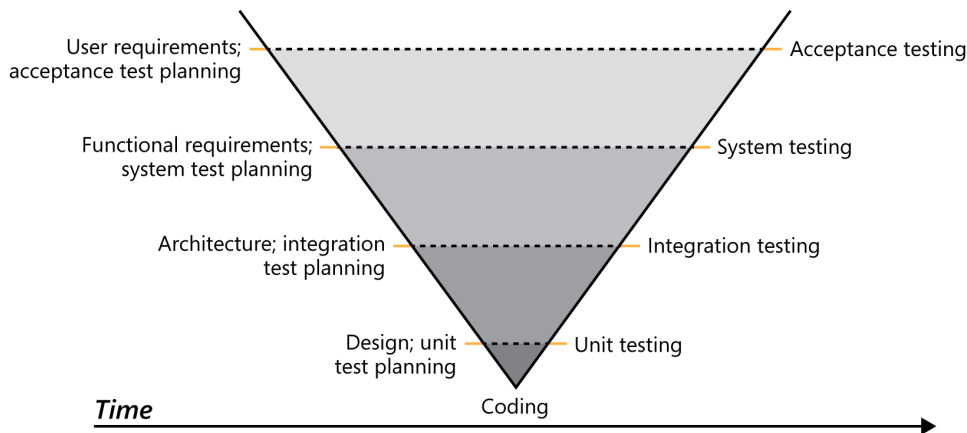 User requirements;
acceptance test planning
Acceptance testing
Functional requirements;
system test planning
System testing
Architecture; integration
test planning
Integration testing
Design; unit
test planning
Unit testing
Coding
Time